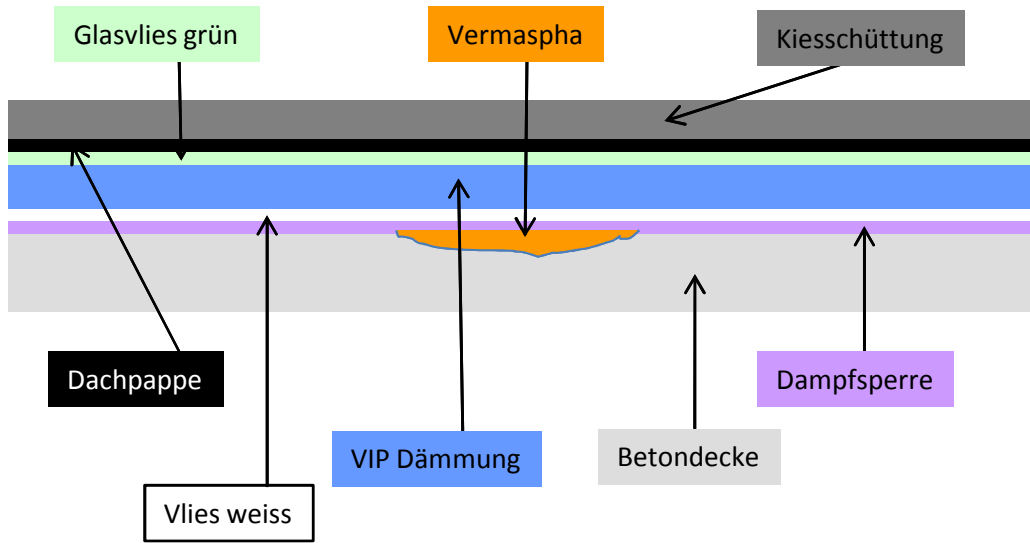 Glasvlies grün
Vermaspha
Kiesschüttung
Dachpappe
Dampfsperre
VIP Dämmung
Betondecke
Vlies weiss